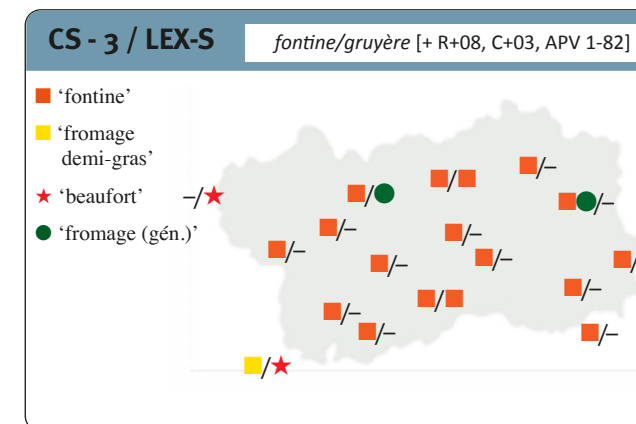 CS - 3 / LEX-S
fontine/gruyère [+ R+08, C+03, APV 1-82]
‘fontine’
‘fromage
demi-gras’
‘beaufort’
‘fromage (gén.)’
/–
/
–/
/
/–
/–
/–
/–
/–
/–
/
/–
/
/–
/–
/–
/